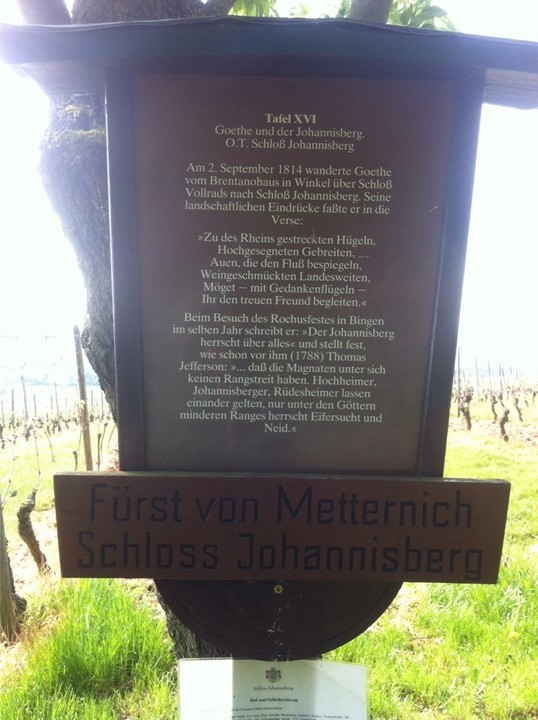 Tafel XVI
Goethe und der Johannisberg.
O.T. Schloß Johannisberg
Am 2. September 1814 wanderte Goethe
vom Brentanohaus in Winkel über Schloß
Vollrads nach Schloß Johannisberg. Seine
landschaftlichen Eindrücke faßte er in die
Verse:
»Zu des Rheins gestreckten Hügeln,
Hochgesegneten Gebreiten,
Auen, die den Fluß bespiegeln,
Weingeschmückten Landesweiten,
Möget – mit Gedankenflügeln –
Ihr den treuen Freund begleiten.«
Beim Besuch des Rochusfestes in Bingen
im selben Jahr schreibt er: »Der Johannisberg
herrscht über alles« und stellt fest,
wie schon vor ihm (1788) Thomas
Jefferson: »... daß die Magnaten unter sich
keinen Rangstreit haben. Hochheimer,
Johannisberger, Rüdesheimer lassen
einander gelten, nur unter den Göttern
minderen Ranges herrscht Eifersucht und
Neid.«
Fürst von Metternich
Schloss Johannisberg
Schloss Johannisberg